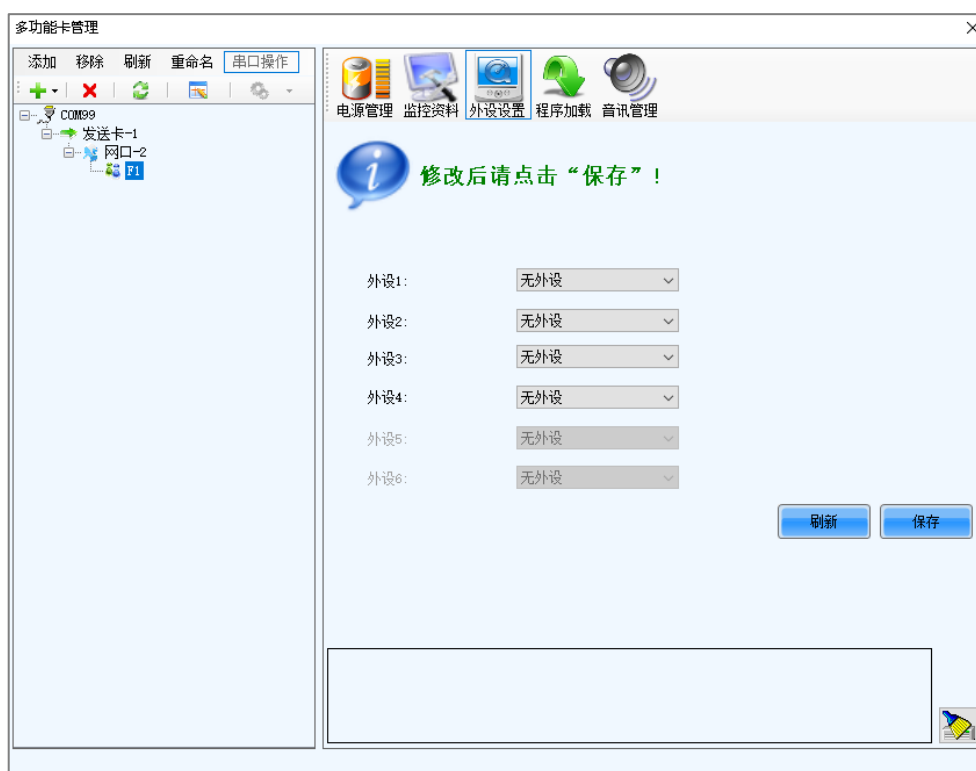 多功能卡管理
添加 移除 刷新 重命名 串口操作
COM99
发送卡-1
网口-2
F1
电源管理 监控资料 外设设置 程序加载 音讯管理
修改后请点击“保存”!
外设1: 无外设
外设2: 无外设
外设3: 无外设
外设4: 无外设
外设5: 无外设
外设6: 无外设
刷新 保存